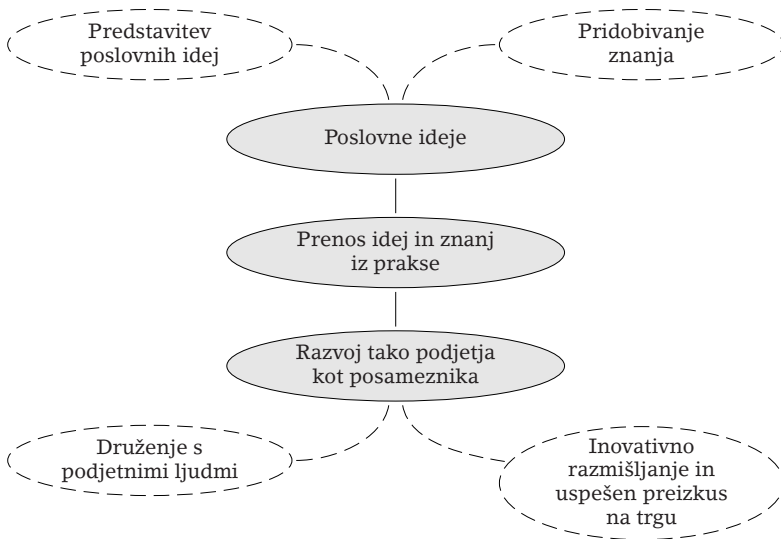 Predstavitev
poslovnih idej
Pridobivanje
znanja
Poslovne ideje
Prenos idej in znanj
iz prakse
Razvoj tako podjetja
kot posameznika
Druženje s
podjetnimi ljudmi
Inovativno
razmišljanje in
uspešen preizkus
na trgu